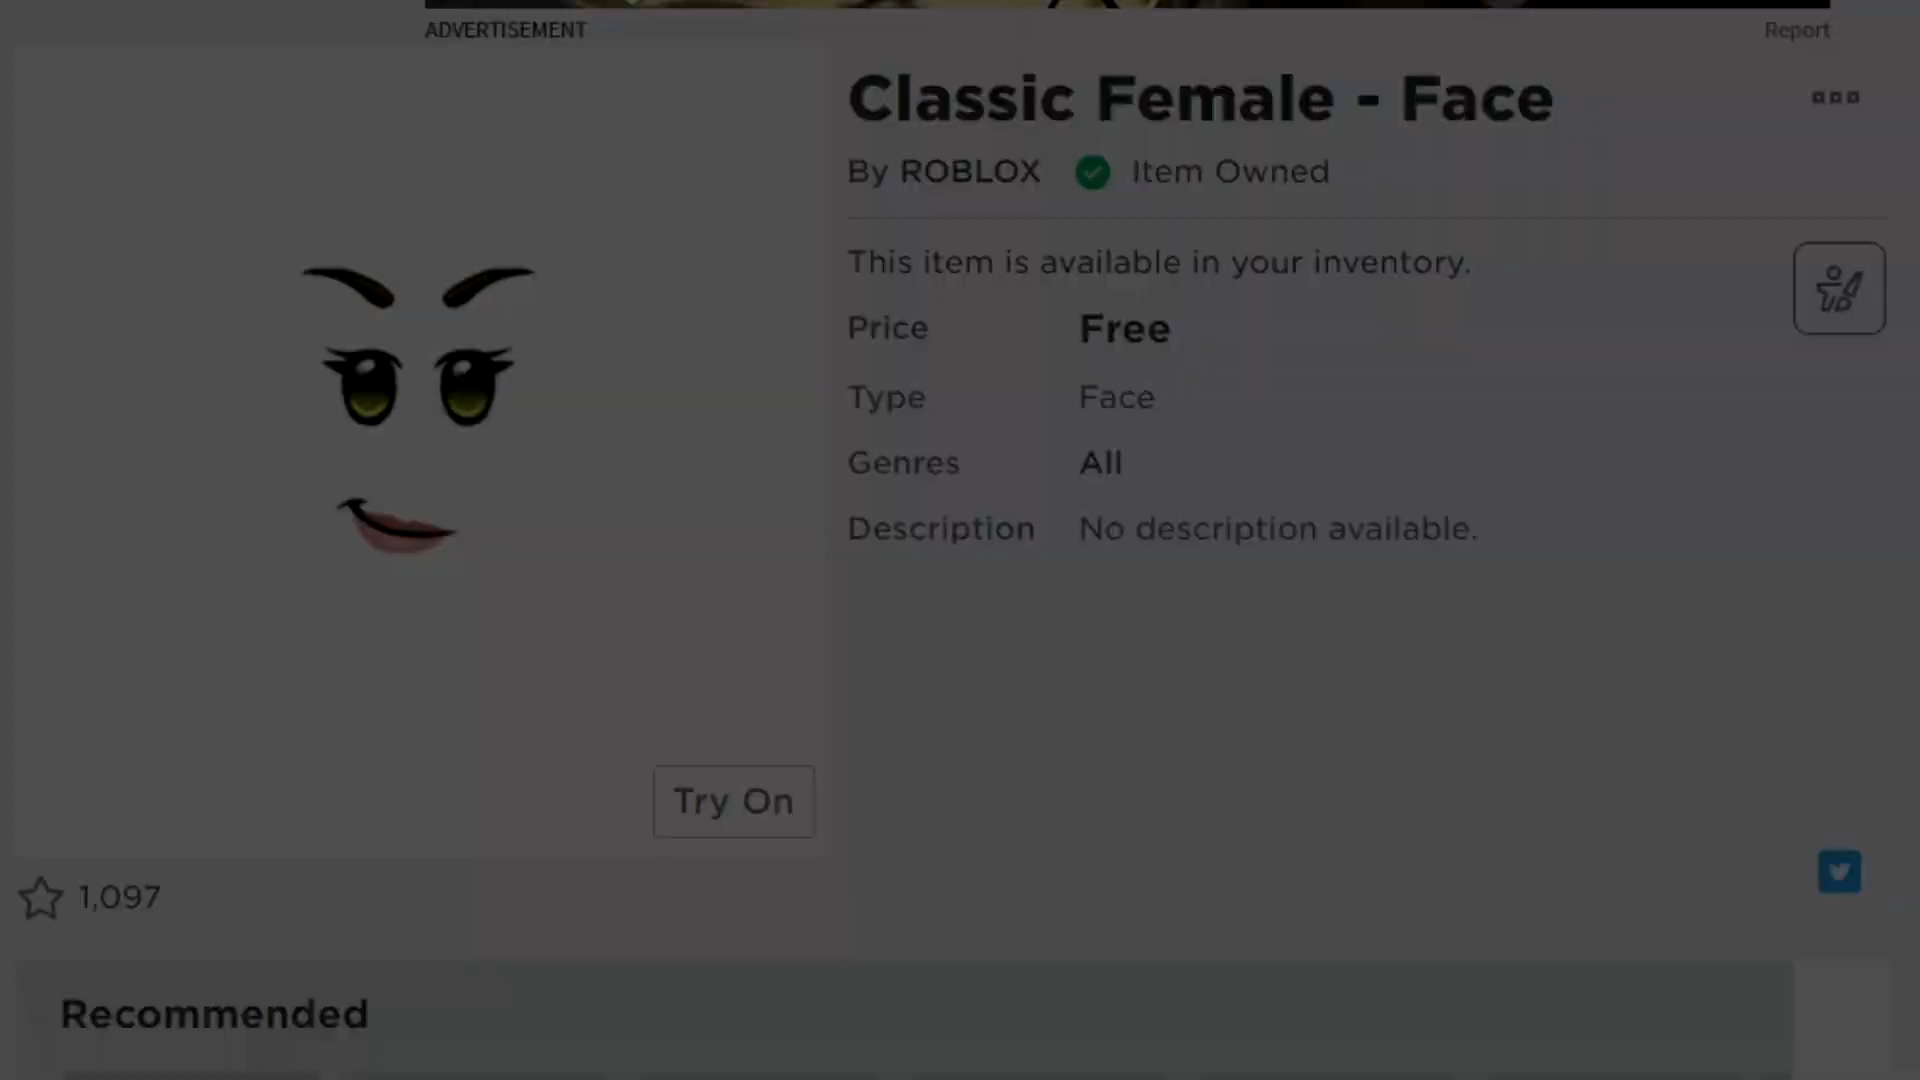 ADVERTISEMENT
Report
Classic Female - Face
By ROBLOX Item Owned
This item is available in your inventory.
Price Free
Type Face
Genres All
Description No description available.
Try On
1,097
Recommended